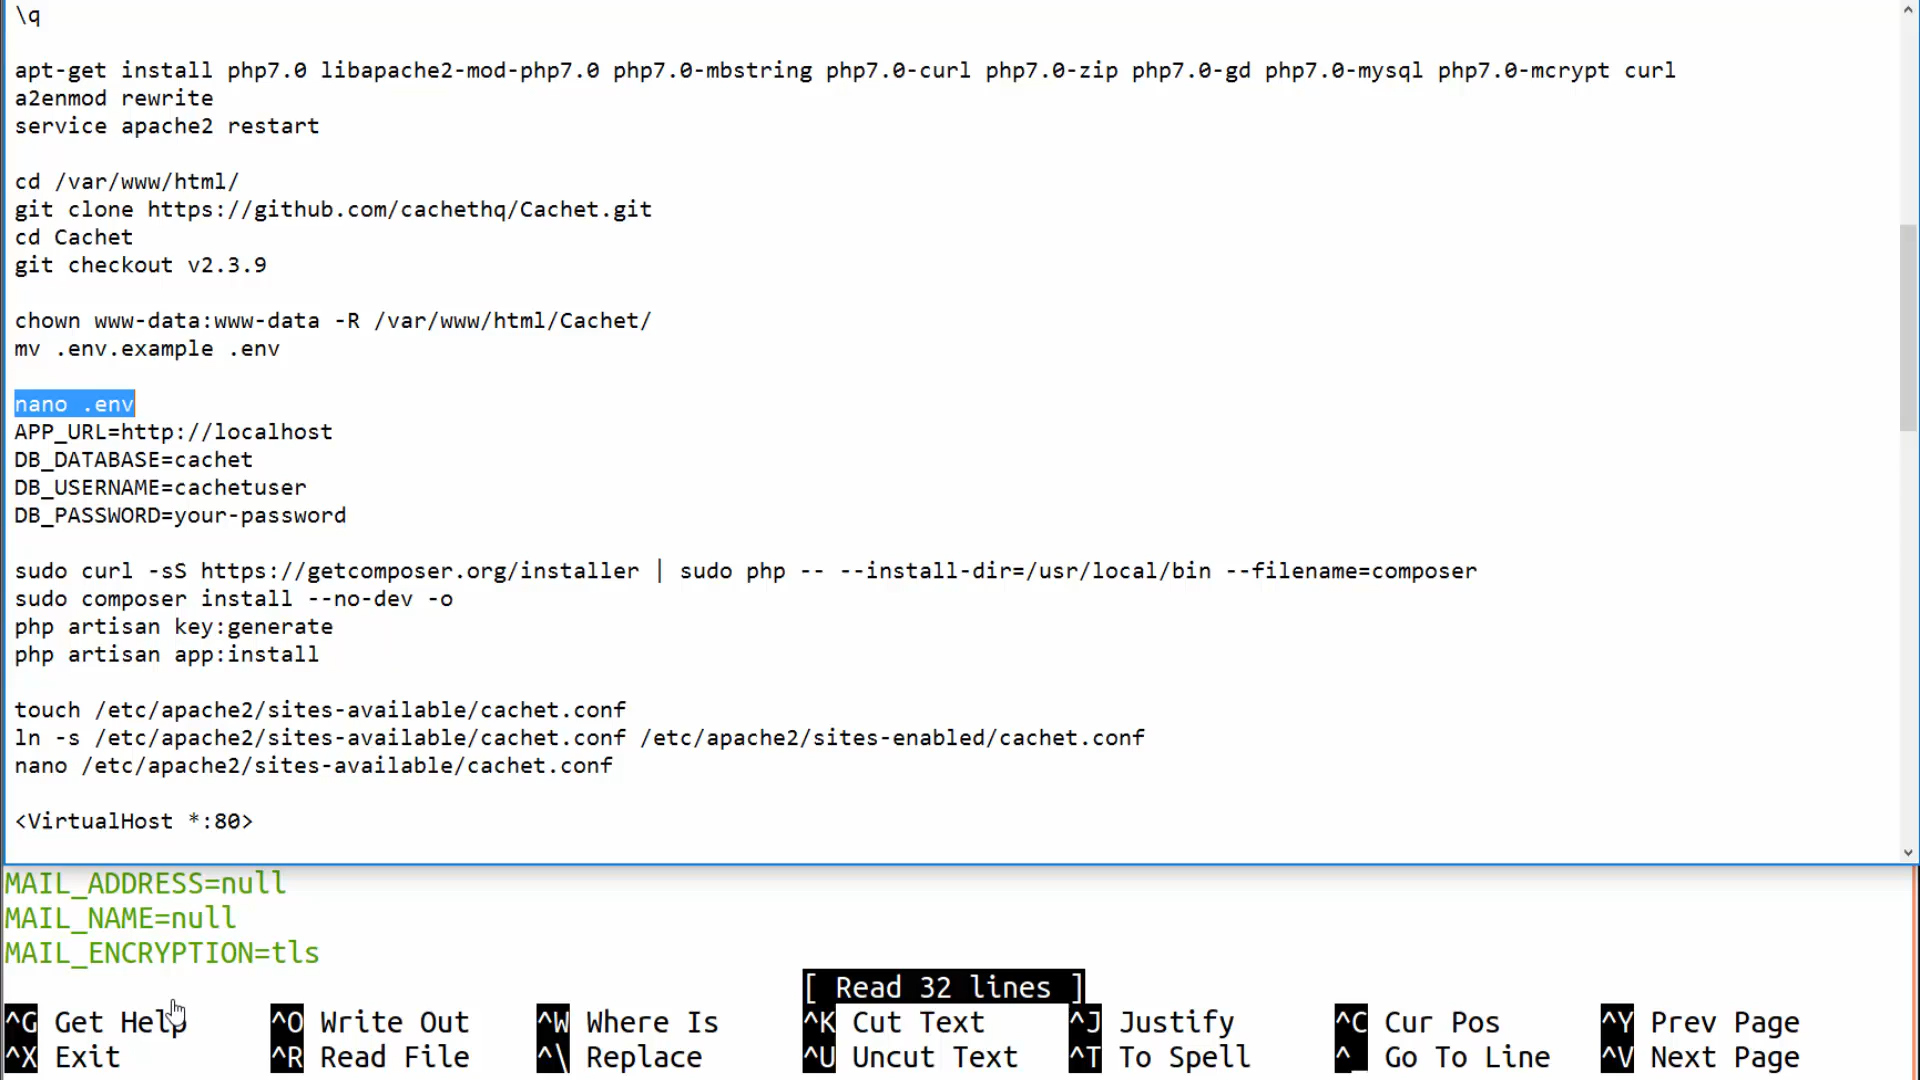 \q
apt-get install php7.0 libapache2-mod-php7.0 php7.0-mbstring php7.0-curl php7.0-zip php7.0-gd php7.0-mysql php7.0-mcrypt curl
a2enmod rewrite
service apache2 restart
cd /var/www/html/
git clone https://github.com/cachethq/Cachet.git
cd Cachet
git checkout v2.3.9
chown www-data:www-data -R /var/www/html/Cachet/
mv .env.example .env
nano .env
APP_URL=http://localhost
DB_DATABASE=cachet
DB_USERNAME=cachetuser
DB_PASSWORD=your-password
sudo curl -sS https://getcomposer.org/installer | sudo php -- --install-dir=/usr/local/bin --filename=composer
sudo composer install --no-dev -o
php artisan key:generate
php artisan app:install
touch /etc/apache2/sites-available/cachet.conf
ln -s /etc/apache2/sites-available/cachet.conf /etc/apache2/sites-enabled/cachet.conf
nano /etc/apache2/sites-available/cachet.conf
<VirtualHost *:80>
MAIL_ADDRESS=null
MAIL_NAME=null
MAIL_ENCRYPTION=tls
[ Read 32 lines ]
^G Get Help ^O Write Out ^W Where Is ^K Cut Text ^J Justify ^C Cur Pos ^Y Prev Page
^X Exit ^R Read File ^\ Replace ^U Uncut Text ^T To Spell ^_ Go To Line ^V Next Page